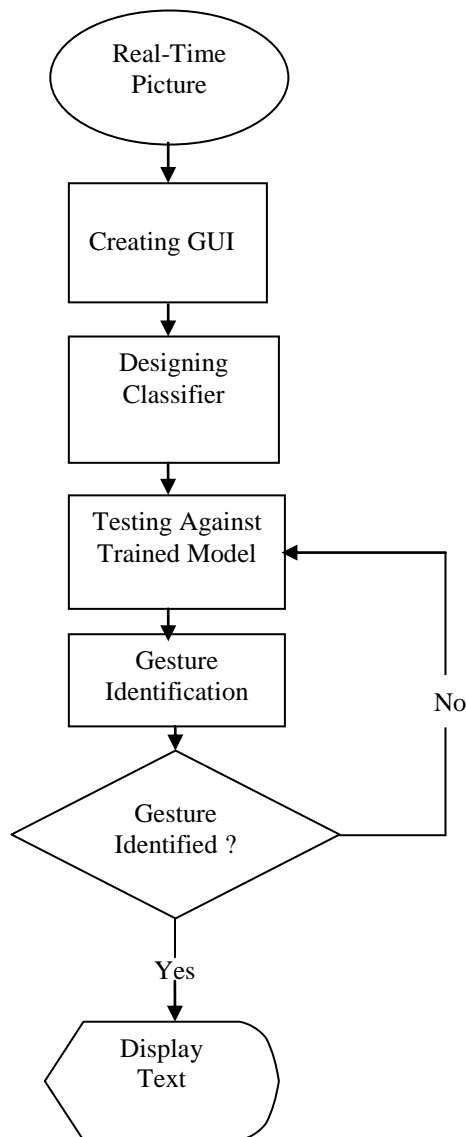 Real-Time
Picture
Creating GUI
Designing
Classifier
Testing Against
Trained Model
Gesture
Identification
No
Gesture
Identified ?
Yes
Display
Text